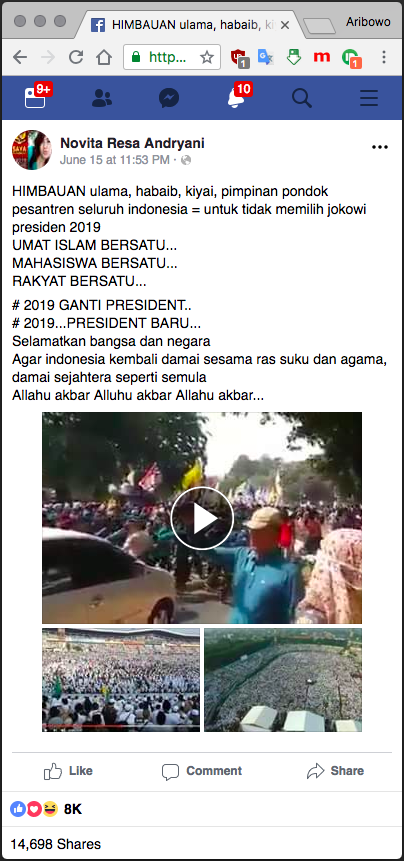 HIMBAUAN ulama, habaib, ki
Aribowo
http...
1
m
1
9+
10
Novita Resa Andryani
June 15 at 11:53 PM ·
HIMBAUAN ulama, habaib, kiyai, pimpinan pondok
pesantren seluruh indonesia = untuk tidak memilih jokowi
presiden 2019
UMAT ISLAM BERSATU...
MAHASISWA BERSATU...
RAKYAT BERSATU...
# 2019 GANTI PRESIDENT..
# 2019...PRESIDENT BARU...
Selamatkan bangsa dan negara
Agar indonesia kembali damai sesama ras suku dan agama,
damai sejahtera seperti semula
Allahu akbar Alluhu akbar Allahu akbar...
Like
Comment
Share
8K
14,698 Shares